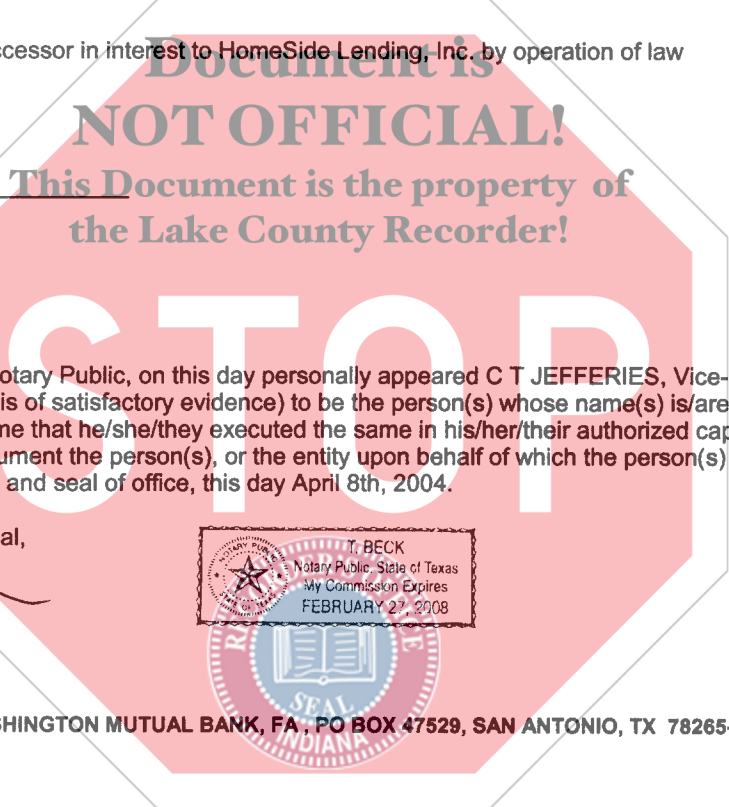 ccessor in interest to HomeSide Lending, Inc. by operation of law
Document is
NOT OFFICIAL!
This Document is the property of
the Lake County Recorder!
STOP
otary Public, on this day personally appeared C T JEFFERIES, Vice-
is of satisfactory evidence) to be the person(s) whose name(s) is/are
me that he/she/they executed the same in his/her/their authorized cap
ument the person(s), or the entity upon behalf of which the person(s)
and seal of office, this day April 8th, 2004.
al,
NOTARY PUBLIC
T. BECK
Notary Public, State of Texas
My Commission Expires
FEBRUARY 27, 2008
SEAL
INDIANA
SHINGTON MUTUAL BANK, FA , PO BOX 47529, SAN ANTONIO, TX 78265-